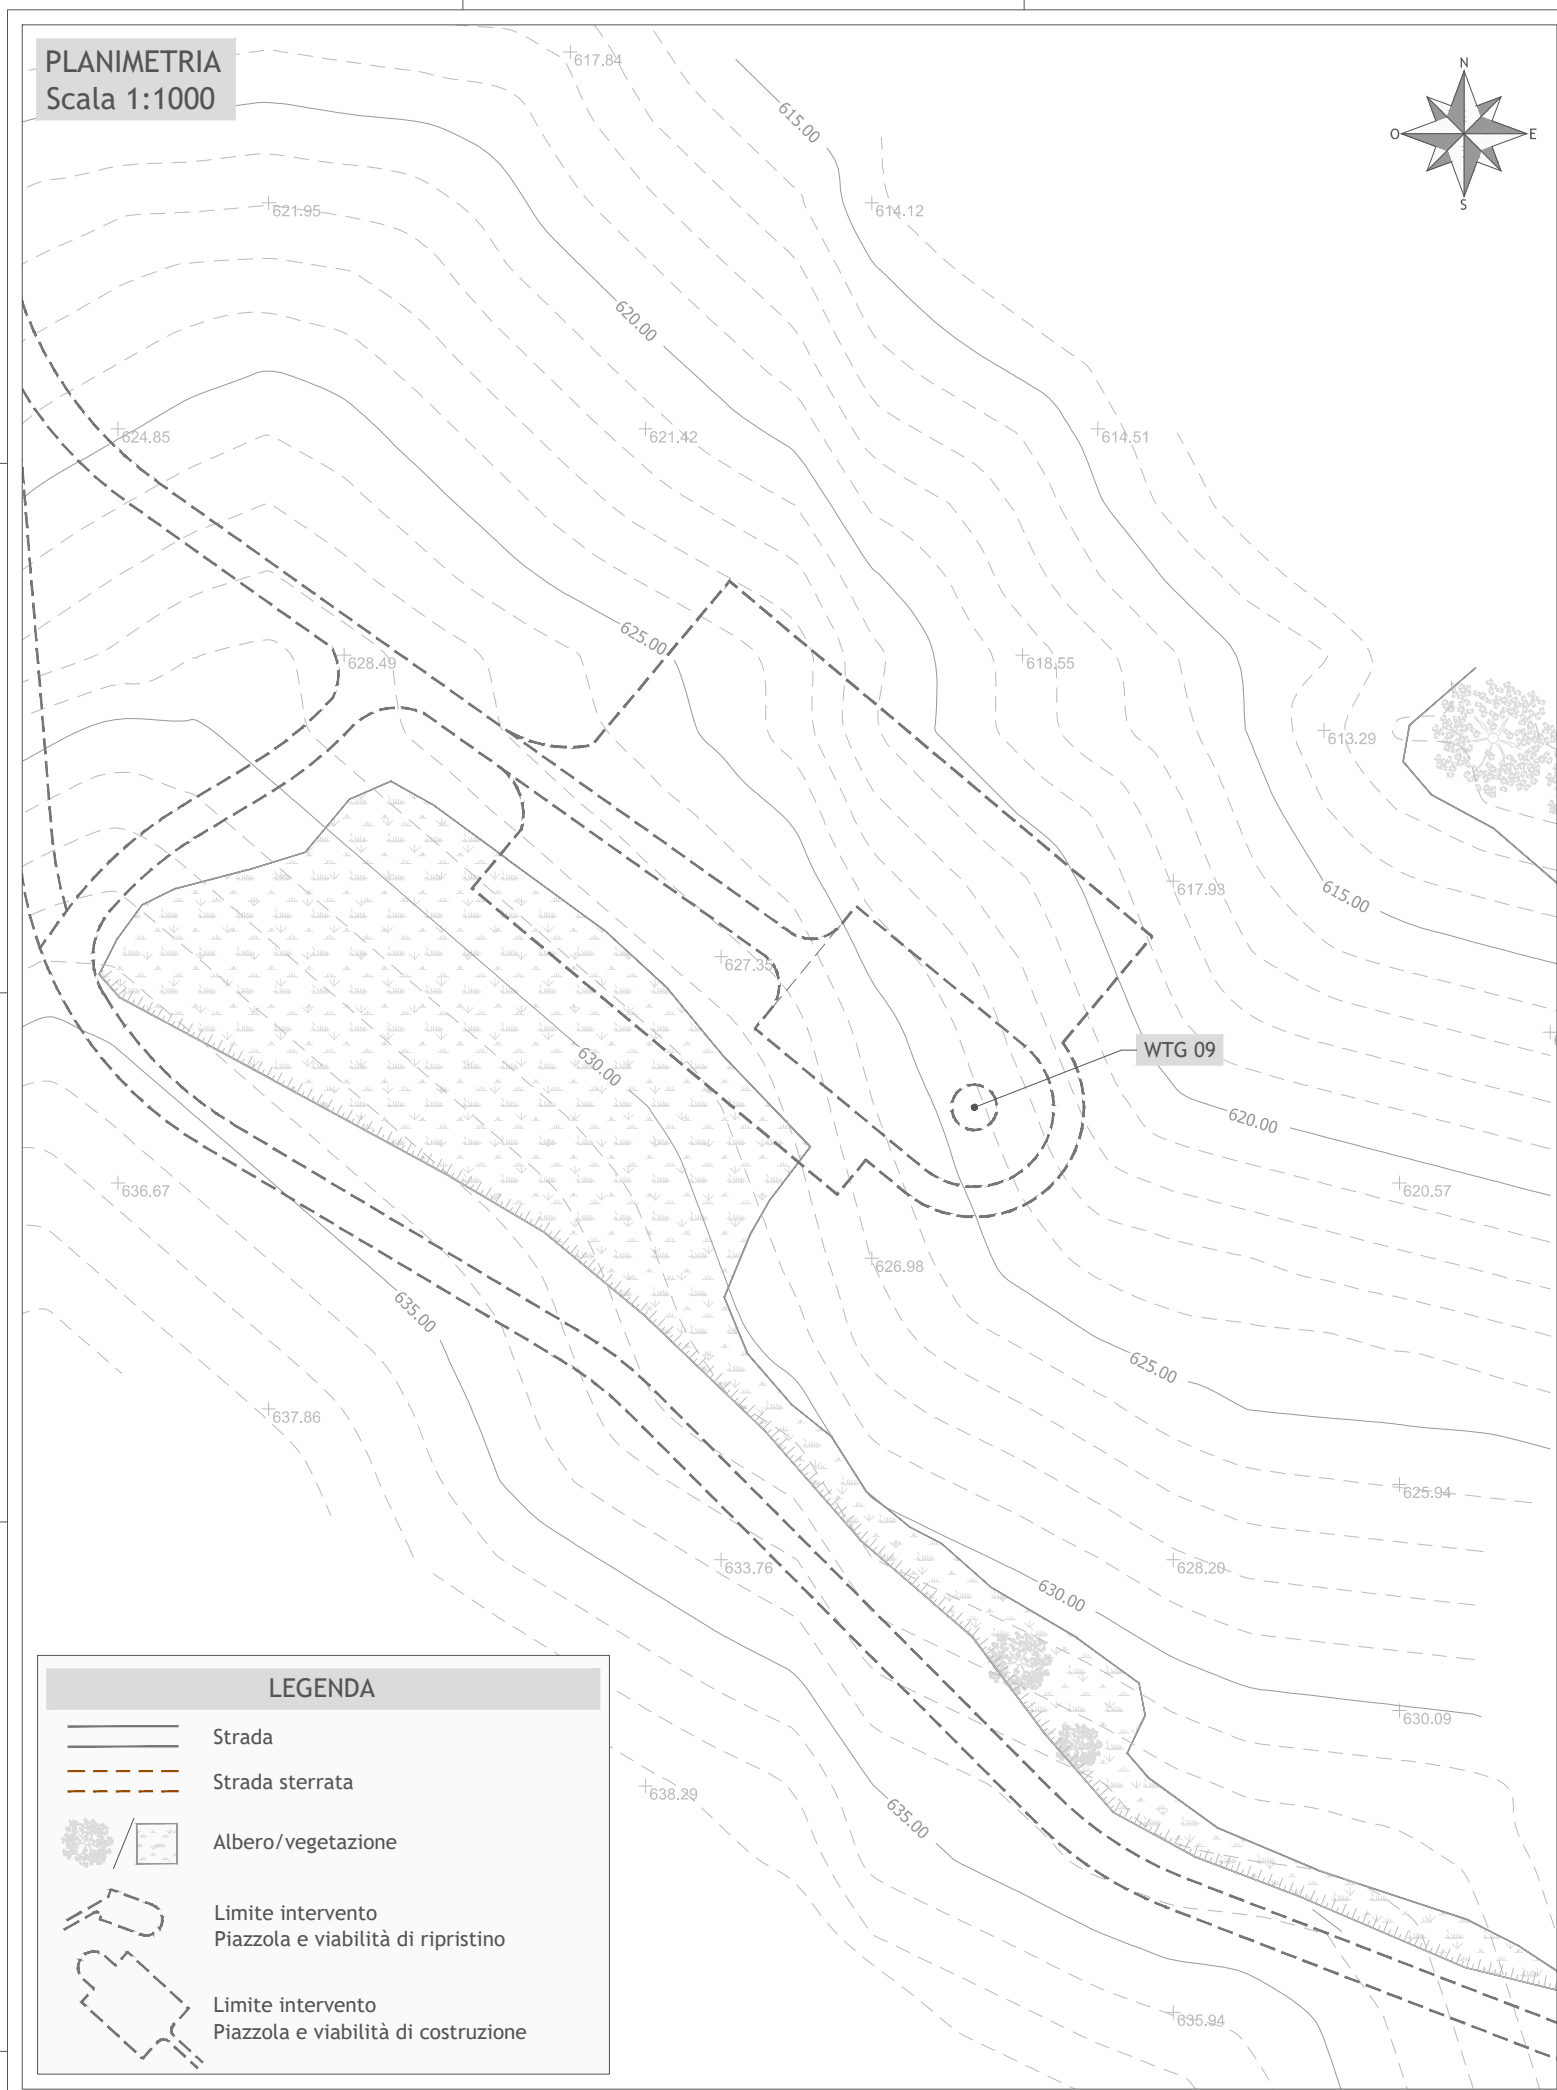 PLANIMETRIA
Scala 1:1000
617.84
N
615.00
O
E
S
621.95
614.12
620.00
624.85
621.42
614.51
625.00
628.49
618.55
613.29
617.93
615.00
627.35
WTG 09
630.00
620.00
636.67
620.57
626.98
635.00
625.00
637.86
625.94
633.76
628.20
630.00
630.09
638.29
635.00
635.94
LEGENDA
Strada
Strada sterrata
Albero/vegetazione
Limite intervento
Piazzola e viabilità di ripristino
Limite intervento
Piazzola e viabilità di costruzione